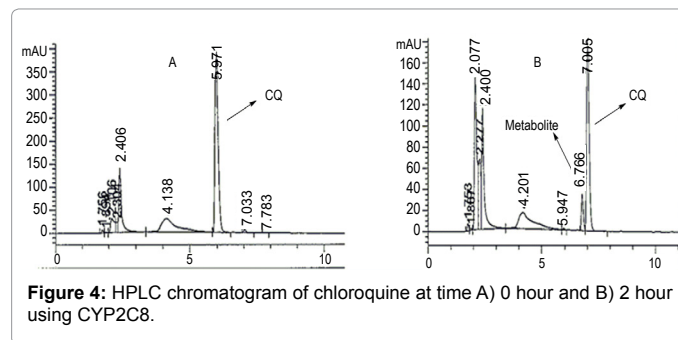 mAU
A
350
300
250
200
150
100
50
0
2.406
4.138
5.971
CQ
7.033
7.783
0 5 10
mAU
B
160
140
120
100
80
60
40
20
0
2.077
2.277
2.400
4.201
Metabolite
5.947
6.766
7.005
CQ
0 5 10
Figure 4: HPLC chromatogram of chloroquine at time A) 0 hour and B) 2 hour
using CYP2C8.